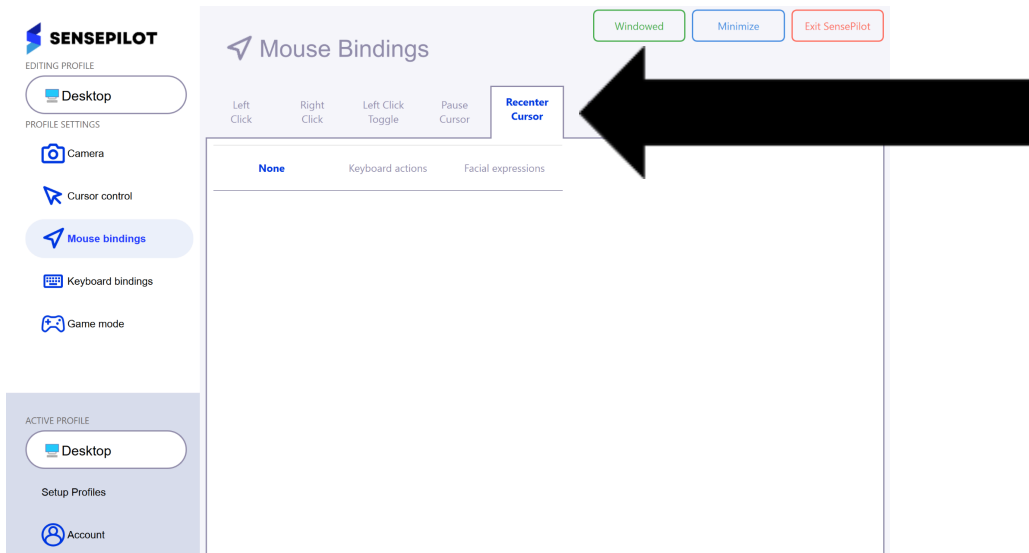 SENSEPILOT
EDITING PROFILE
Desktop
PROFILE SETTINGS
Camera
Cursor control
Mouse bindings
Keyboard bindings
Game mode
ACTIVE PROFILE
Desktop
Setup Profiles
Account
Windowed Minimize Exit SensePilot
Mouse Bindings
Left Click
Right Click
Left Click Toggle
Pause Cursor
Recenter Cursor
None Keyboard actions Facial expressions